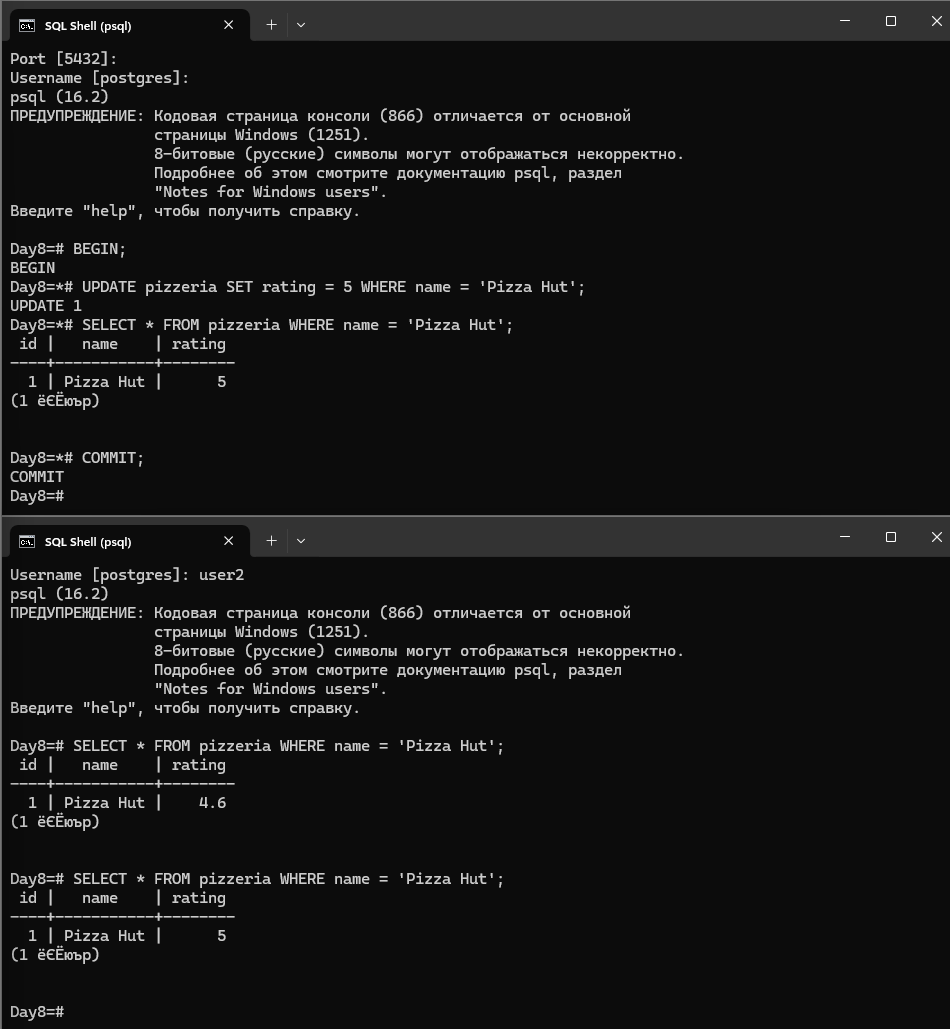 SQL Shell (psql)
Port [5432]:
Username [postgres]:
psql (16.2)
ПРЕДУПРЕЖДЕНИЕ: Кодовая страница консоли (866) отличается от основной
                страницы Windows (1251).
                8-битовые (русские) символы могут отображаться некорректно.
                Подробнее об этом смотрите документацию psql, раздел
                "Notes for Windows users".
Введите "help", чтобы получить справку.
Day8=# BEGIN;
BEGIN
Day8=*# UPDATE pizzeria SET rating = 5 WHERE name = 'Pizza Hut';
UPDATE 1
Day8=*# SELECT * FROM pizzeria WHERE name = 'Pizza Hut';
 id |   name    | rating
----+-----------+--------
  1 | Pizza Hut |      5
(1 ёЄЁюър)
Day8=*# COMMIT;
COMMIT
Day8=#
SQL Shell (psql)
Username [postgres]: user2
psql (16.2)
ПРЕДУПРЕЖДЕНИЕ: Кодовая страница консоли (866) отличается от основной
                страницы Windows (1251).
                8-битовые (русские) символы могут отображаться некорректно.
                Подробнее об этом смотрите документацию psql, раздел
                "Notes for Windows users".
Введите "help", чтобы получить справку.
Day8=# SELECT * FROM pizzeria WHERE name = 'Pizza Hut';
 id |   name    | rating
----+-----------+--------
  1 | Pizza Hut |    4.6
(1 ёЄЁюър)
Day8=# SELECT * FROM pizzeria WHERE name = 'Pizza Hut';
 id |   name    | rating
----+-----------+--------
  1 | Pizza Hut |      5
(1 ёЄЁюър)
Day8=#